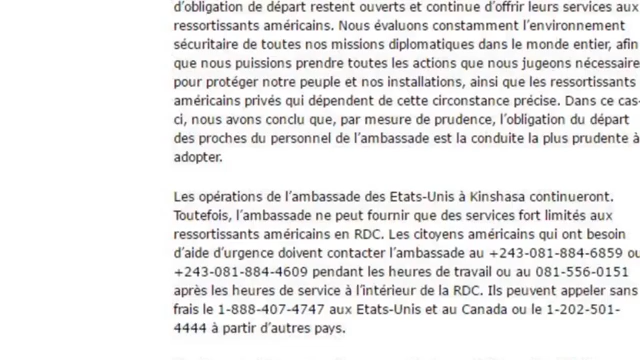 d’obligation de départ restent ouverts et continue d’offrir leurs services aux
ressortissants américains. Nous évaluons constamment l’environnement
sécuritaire de toutes nos missions diplomatiques dans le monde entier, afin
que nous puissions prendre toutes les actions que nous jugeons nécessaire
pour protéger notre peuple et nos installations, ainsi que les ressortissants
américains privés qui dépendent de cette circonstance précise. Dans ce cas-
ci, nous avons conclu que, par mesure de prudence, l’obligation du départ
des proches du personnel de l’ambassade est la conduite la plus prudente à
adopter.
Les opérations de l’ambassade des Etats-Unis à Kinshasa continueront.
Toutefois, l’ambassade ne peut fournir que des services fort limités aux
ressortissants américains en RDC. Les citoyens américains qui ont besoin
d’aide d’urgence doivent contacter l’ambassade au +243-081-884-6859 ou
+243-081-884-4609 pendant les heures de travail ou au 081-556-0151
après les heures de service à l’intérieur de la RDC. Ils peuvent appeler sans
frais le 1-888-407-4747 aux Etats-Unis et au Canada ou le 1-202-501-
4444 à partir d’autres pays.